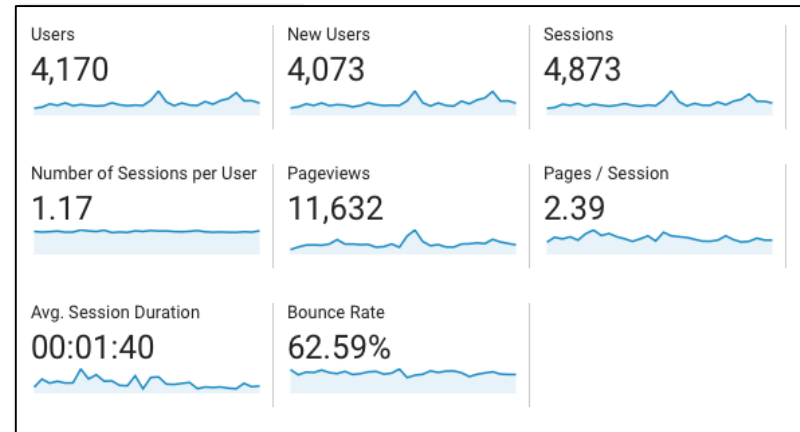 Users
4,170
New Users
4,073
Sessions
4,873
Number of Sessions per User
1.17
Pageviews
11,632
Pages / Session
2.39
Avg. Session Duration
00:01:40
Bounce Rate
62.59%